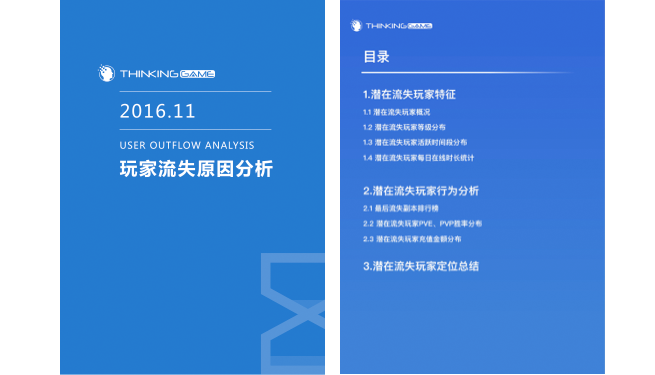 THINKINGGAME
2016.11
USER OUTFLOW ANALYSIS
玩家流失原因分析
THINKINGGAME
目录
1.潜在流失玩家特征
1.1 潜在流失玩家概况
1.2 潜在流失玩家等级分布
1.3 潜在流失玩家活跃时间段分布
1.4 潜在流失玩家每日在线时长统计
2.潜在流失玩家行为分析
2.1 最后流失副本排行榜
2.2 潜在流失玩家PVE、PVP胜率分布
2.3 潜在流失玩家充值金额分布
3.潜在流失玩家定位总结